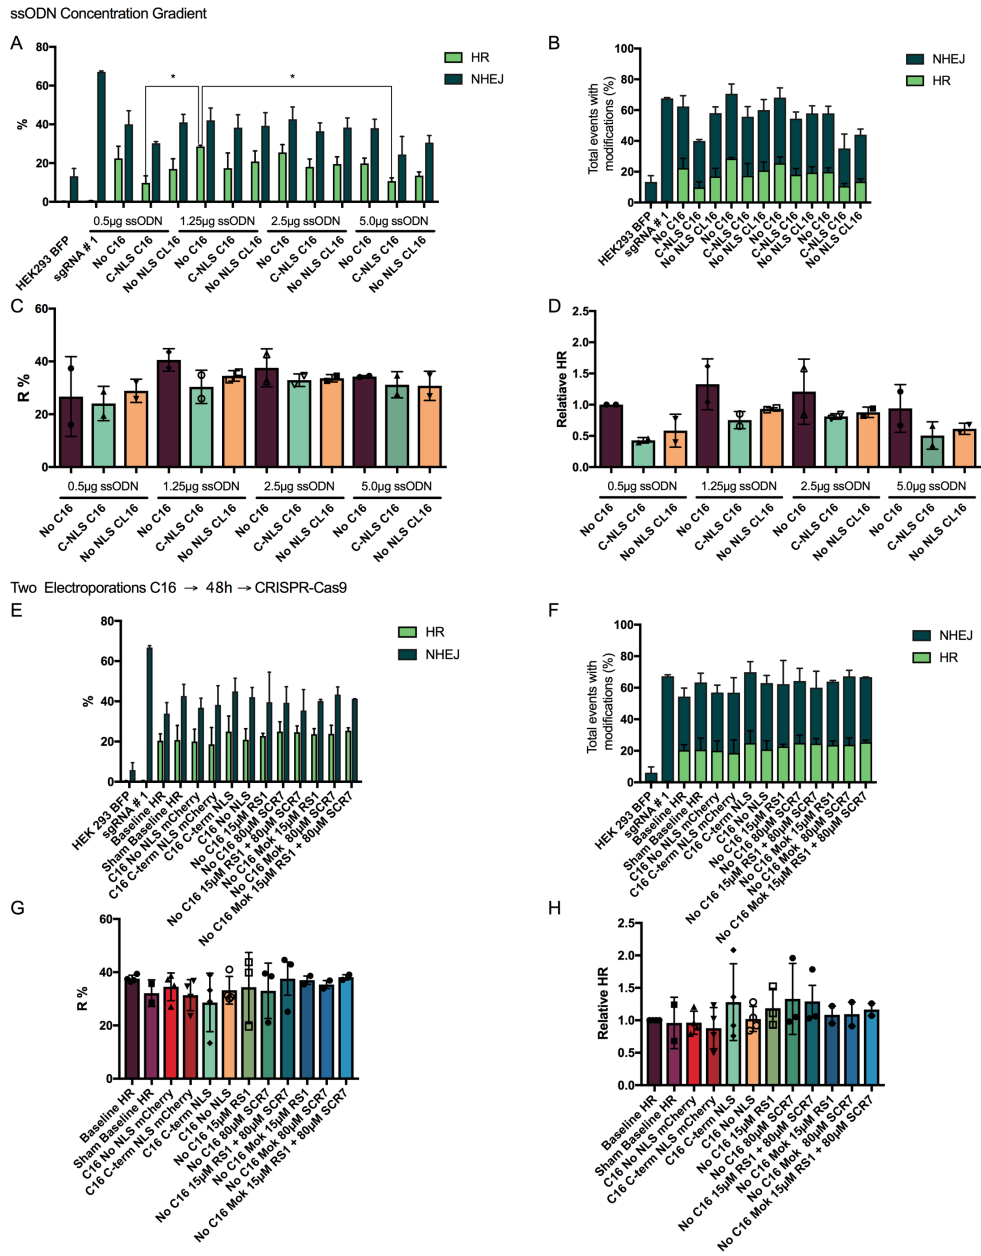 ssODN Concentration Gradient
A
80
60
40
20
0
%
*
*
HR
NHEJ
0.5µg ssODN
1.25µg ssODN
2.5µg ssODN
5.0µg ssODN
HEK293 BFP
sgRNA # 1
No C16
C-NLS C16
No NLS CL16
No C16
C-NLS C16
No NLS CL16
No C16
C-NLS C16
No NLS CL16
No C16
C-NLS C16
No NLS CL16
B
100
80
60
40
20
0
Total events with
modifications (%)
NHEJ
HR
HEK293 BFP
sgRNA # 1
No C16
C-NLS C16
No NLS CL16
No C16
C-NLS C16
No NLS CL16
No C16
C-NLS C16
No NLS CL16
No C16
C-NLS C16
No NLS CL16
C
60
40
20
0
R %
0.5µg ssODN
1.25µg ssODN
2.5µg ssODN
5.0µg ssODN
No C16
C-NLS C16
No NLS CL16
No C16
C-NLS C16
No NLS CL16
No C16
C-NLS C16
No NLS CL16
No C16
C-NLS C16
No NLS CL16
D
2.5
2.0
1.5
1.0
0.5
0.0
Relative HR
0.5µg ssODN
1.25µg ssODN
2.5µg ssODN
5.0µg ssODN
No C16
C-NLS C16
No NLS CL16
No C16
C-NLS C16
No NLS CL16
No C16
C-NLS C16
No NLS CL16
No C16
C-NLS C16
No NLS CL16
Two Electroporations C16 → 48h → CRISPR-Cas9
E
80
60
40
20
0
%
HR
NHEJ
HEK 293 BFP
sgRNA # 1
Baseline HR
Sham Baseline HR
C16 No NLS mCherry
C16 C-term NLS mCherry
C16 C-term NLS
C16 No NLS
No C16 15µM RS1
No C16 80µM SCR7
No C16 15µM RS1 + 80µM SCR7
No C16 Mok 15µM RS1
No C16 Mok 80µM SCR7
No C16 Mok 15µM RS1 + 80µM SCR7
F
100
80
60
40
20
0
Total events with
modifications (%)
NHEJ
HR
HEK 293 BFP
sgRNA # 1
Baseline HR
Sham Baseline HR
C16 No NLS mCherry
C16 C-term NLS mCherry
C16 C-term NLS
C16 No NLS
No C16 15µM RS1
No C16 80µM SCR7
No C16 15µM RS1 + 80µM SCR7
No C16 Mok 15µM RS1
No C16 Mok 80µM SCR7
No C16 Mok 15µM RS1 + 80µM SCR7
G
60
40
20
0
R %
Baseline HR
Sham Baseline HR
C16 No NLS mCherry
C16 C-term NLS mCherry
C16 C-term NLS
C16 No NLS
No C16 15µM RS1
No C16 80µM SCR7
No C16 15µM RS1 + 80µM SCR7
No C16 Mok 15µM RS1
No C16 Mok 80µM SCR7
No C16 Mok 15µM RS1 + 80µM SCR7
H
2.5
2.0
1.5
1.0
0.5
0.0
Relative HR
Baseline HR
Sham Baseline HR
C16 No NLS mCherry
C16 C-term NLS mCherry
C16 C-term NLS
C16 No NLS
No C16 15µM RS1
No C16 80µM SCR7
No C16 15µM RS1 + 80µM SCR7
No C16 Mok 15µM RS1
No C16 Mok 80µM SCR7
No C16 Mok 15µM RS1 + 80µM SCR7